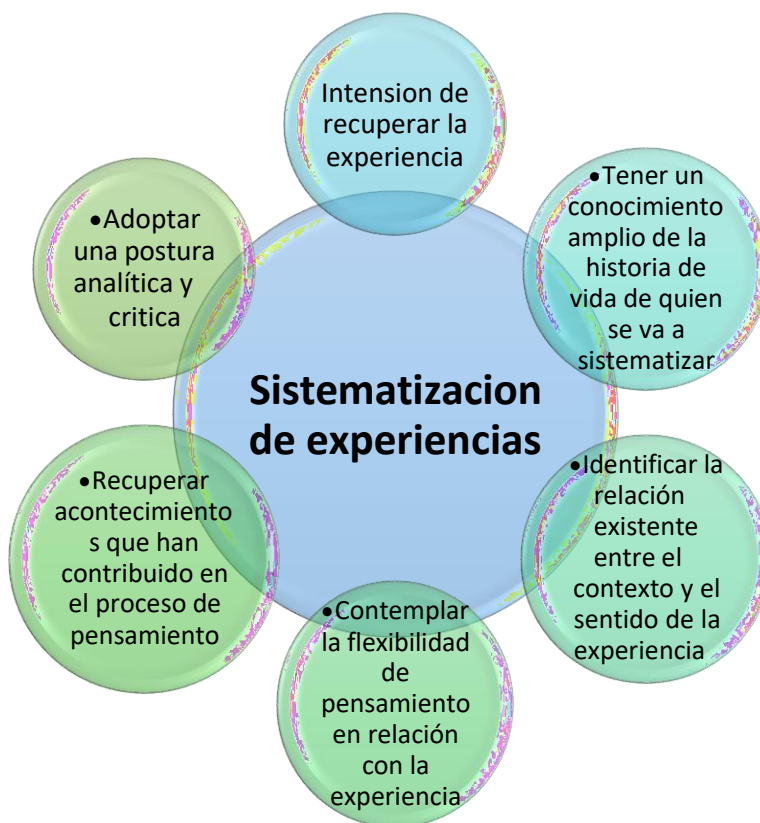 Intension de
recuperar la
experiencia
•Tener un
conocimiento
amplio de la
historia de
vida de quien
se va a
sistematizar
•Identificar la
relación
existente
entre el
contexto y el
sentido de la
experiencia
•Contemplar
la flexibilidad
de
pensamiento
en relación
con la
experiencia
•Recuperar
acontecimiento
s que han
contribuido en
el proceso de
pensamiento
•Adoptar
una postura
analítica y
critica
Sistematizacion
de experiencias